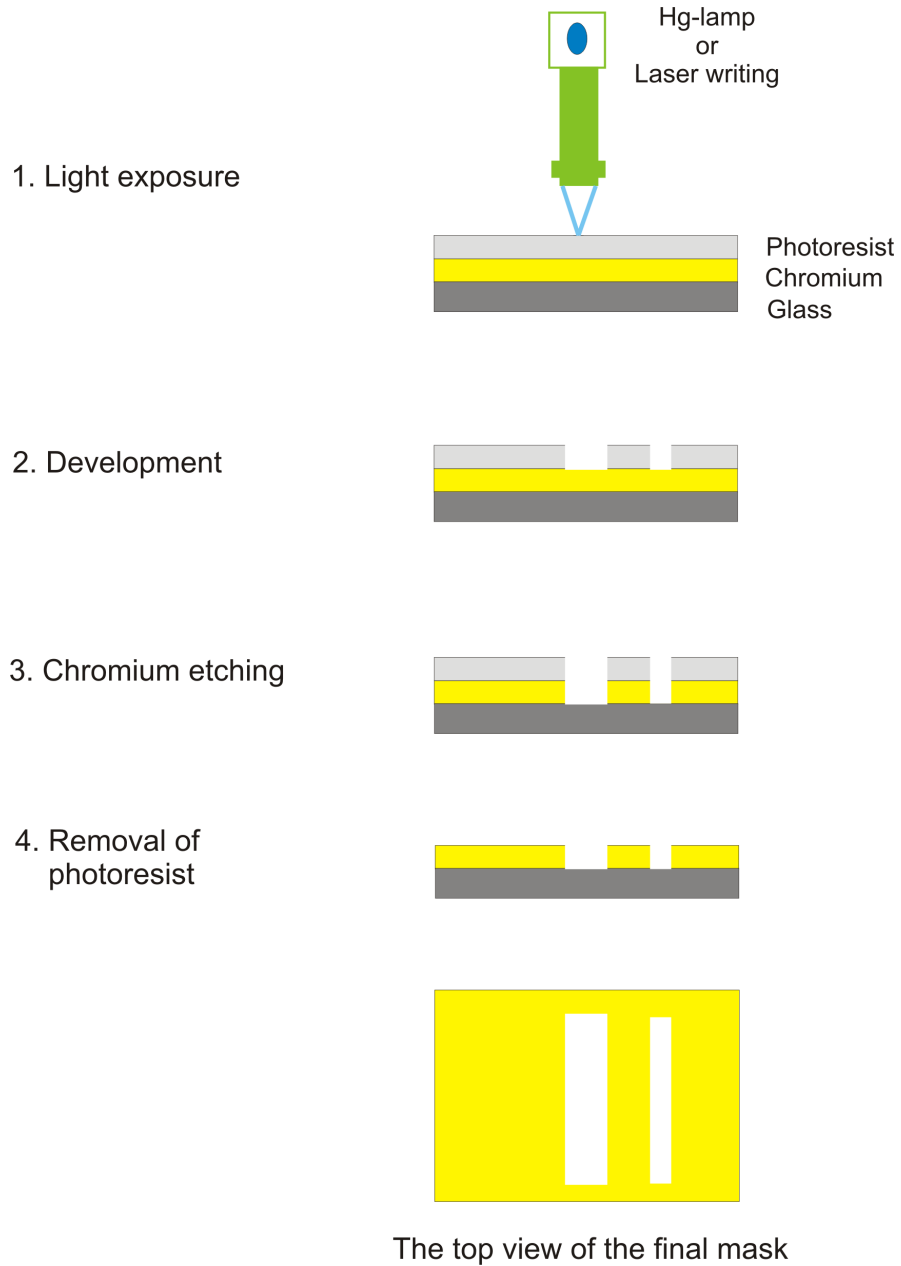 Hg-lamp
or
Laser writing
1. Light exposure
Photoresist
Chromium
Glass
2. Development
3. Chromium etching
4. Removal of
photoresist
The top view of the final mask